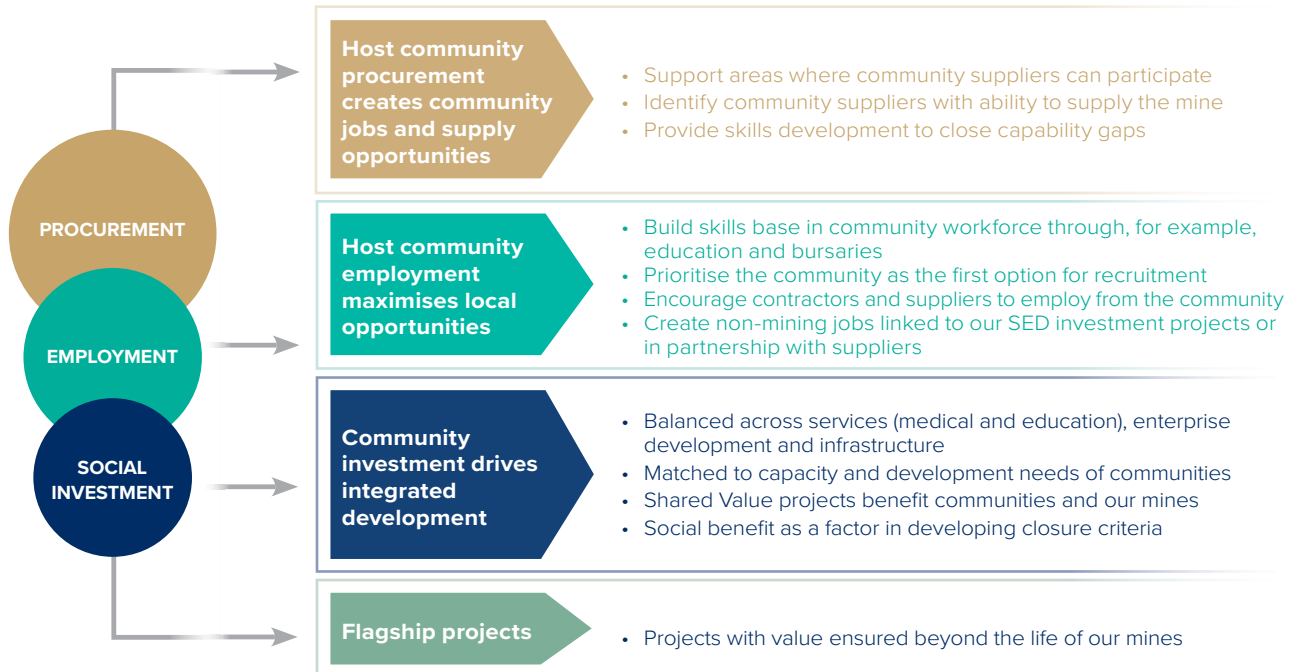 PROCUREMENT
EMPLOYMENT
SOCIAL
INVESTMENT
Host community
procurement
creates community
jobs and supply
opportunities
• Support areas where community suppliers can participate
• Identify community suppliers with ability to supply the mine
• Provide skills development to close capability gaps
Host community
employment
maximises local
opportunities
• Build skills base in community workforce through, for example,
education and bursaries
• Prioritise the community as the first option for recruitment
• Encourage contractors and suppliers to employ from the community
• Create non-mining jobs linked to our SED investment projects or
in partnership with suppliers
Community
investment drives
integrated
development
• Balanced across services (medical and education), enterprise
development and infrastructure
• Matched to capacity and development needs of communities
• Shared Value projects benefit communities and our mines
• Social benefit as a factor in developing closure criteria
Flagship projects
• Projects with value ensured beyond the life of our mines